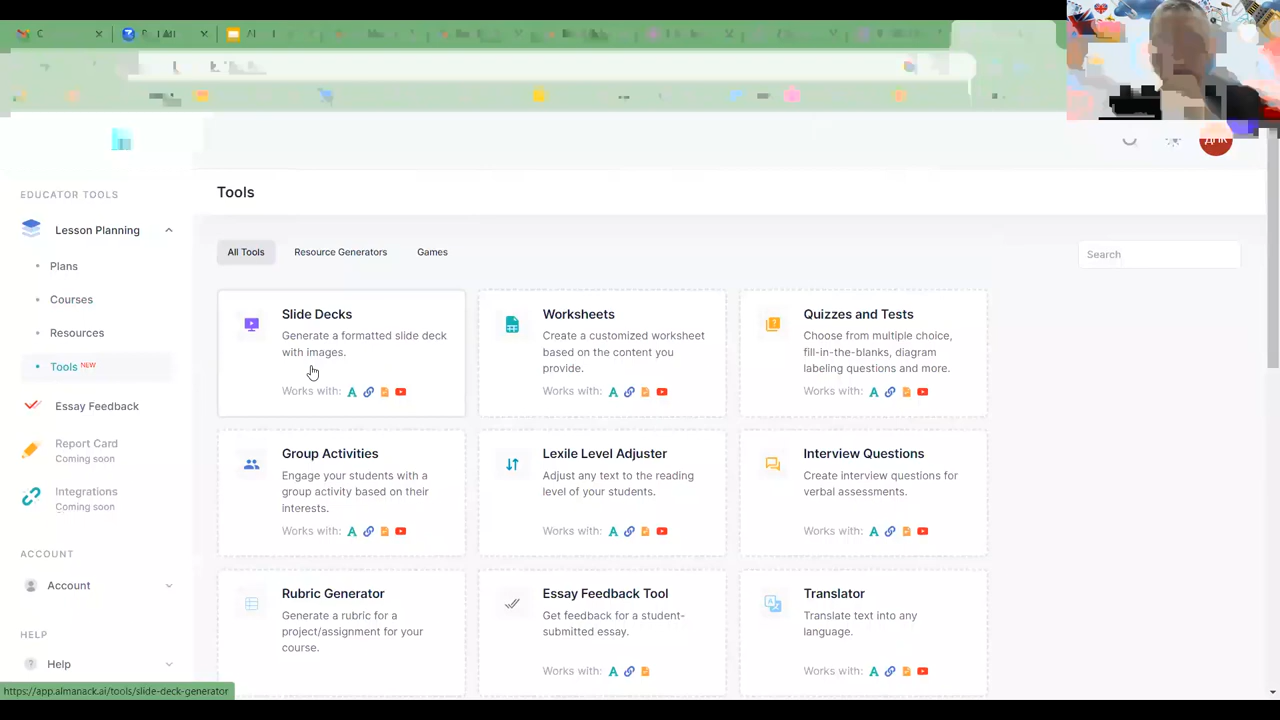 Tools
EDUCATOR TOOLS
Lesson Planning
Plans
Courses
Resources
Tools NEW
Essay Feedback
Report Card
Coming soon
Integrations
Coming soon
ACCOUNT
Account
HELP
Help
All Tools
Resource Generators
Games
Search
Slide Decks
Generate a formatted slide deck
with images.
Works with:
Worksheets
Create a customized worksheet
based on the content you
provide.
Works with:
Quizzes and Tests
Choose from multiple choice,
fill-in-the-blanks, diagram
labeling questions and more.
Works with:
Group Activities
Engage your students with a
group activity based on their
interests.
Works with:
Lexile Level Adjuster
Adjust any text to the reading
level of your students.
Works with:
Interview Questions
Create interview questions for
verbal assessments.
Works with:
Rubric Generator
Generate a rubric for a
project/assignment for your
course.
Essay Feedback Tool
Get feedback for a student-
submitted essay.
Works with:
Translator
Translate text into any
language.
Works with:
https://app.almanack.ai/tools/slide-deck-generator